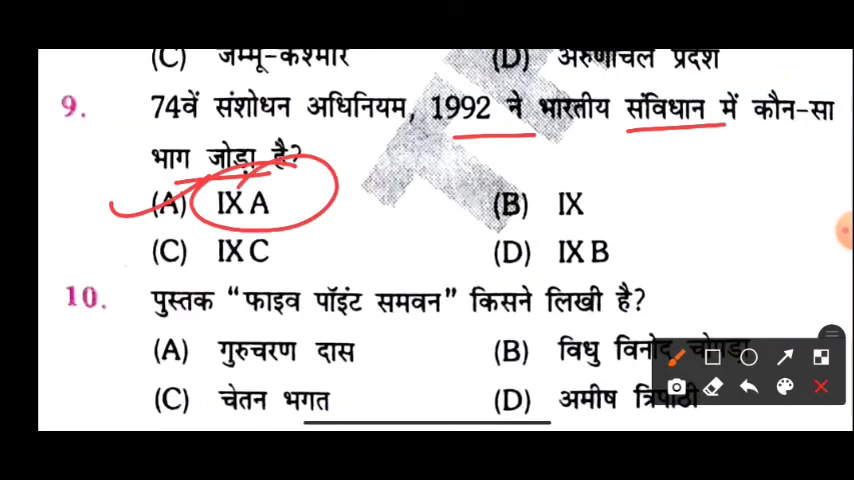 (C) जम्मू-कश्मीर (D) अरुणाचल प्रदेश
9. 74वें संशोधन अधिनियम, 1992 ने भारतीय संविधान में कौन-सा
भाग जोड़ा है?
(A) IX A (B) IX
(C) IX C (D) IX B
10. पुस्तक “फाइव पॉइंट समवन” किसने लिखी है?
(A) गुरुचरण दास (B) विधु विनोद चोपड़ा
(C) चेतन भगत (D) अमीष त्रिपाठी